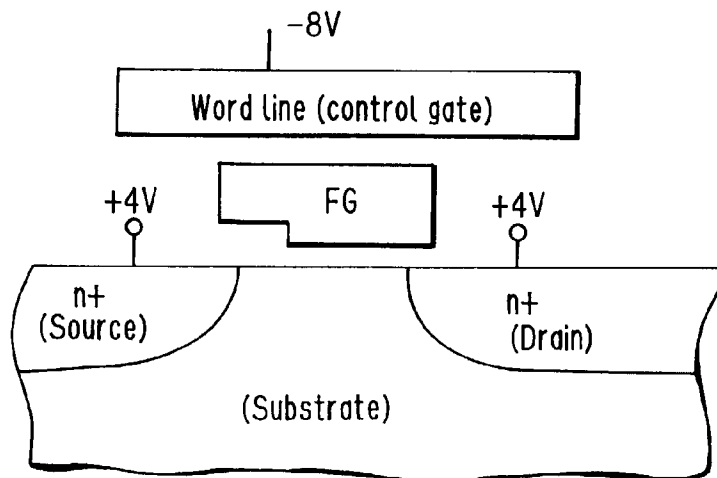 -8V
Word line (control gate)
FG
+4V
+4V
n+
(Source)
n+
(Drain)
(Substrate)